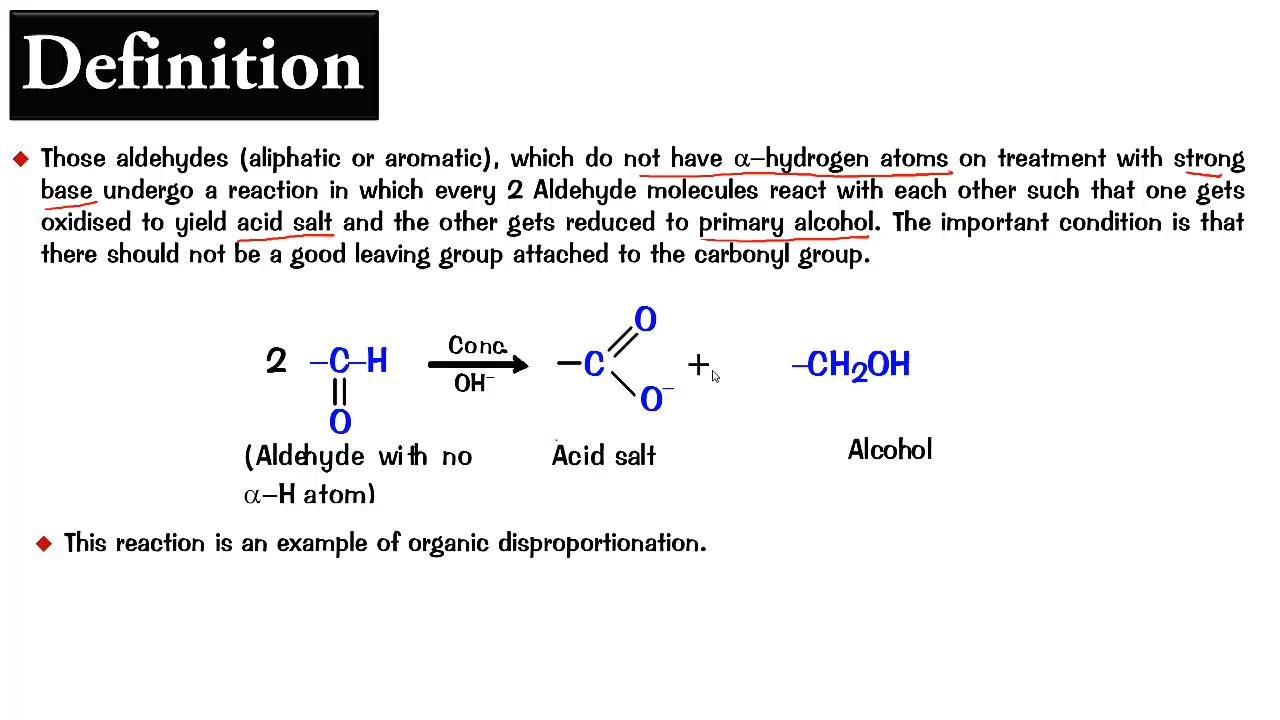 Definition
Those aldehydes (aliphatic or aromatic), which do not have α–hydrogen atoms on treatment with strong
base undergo a reaction in which every 2 Aldehyde molecules react with each other such that one gets
oxidised to yield acid salt and the other gets reduced to primary alcohol. The important condition is that
there should not be a good leaving group attached to the carbonyl group.
O
2 –C–H Conc. –C + –CH₂OH
OH⁻
O O⁻
(Aldehyde with no Acid salt Alcohol
α–H atom)
This reaction is an example of organic disproportionation.